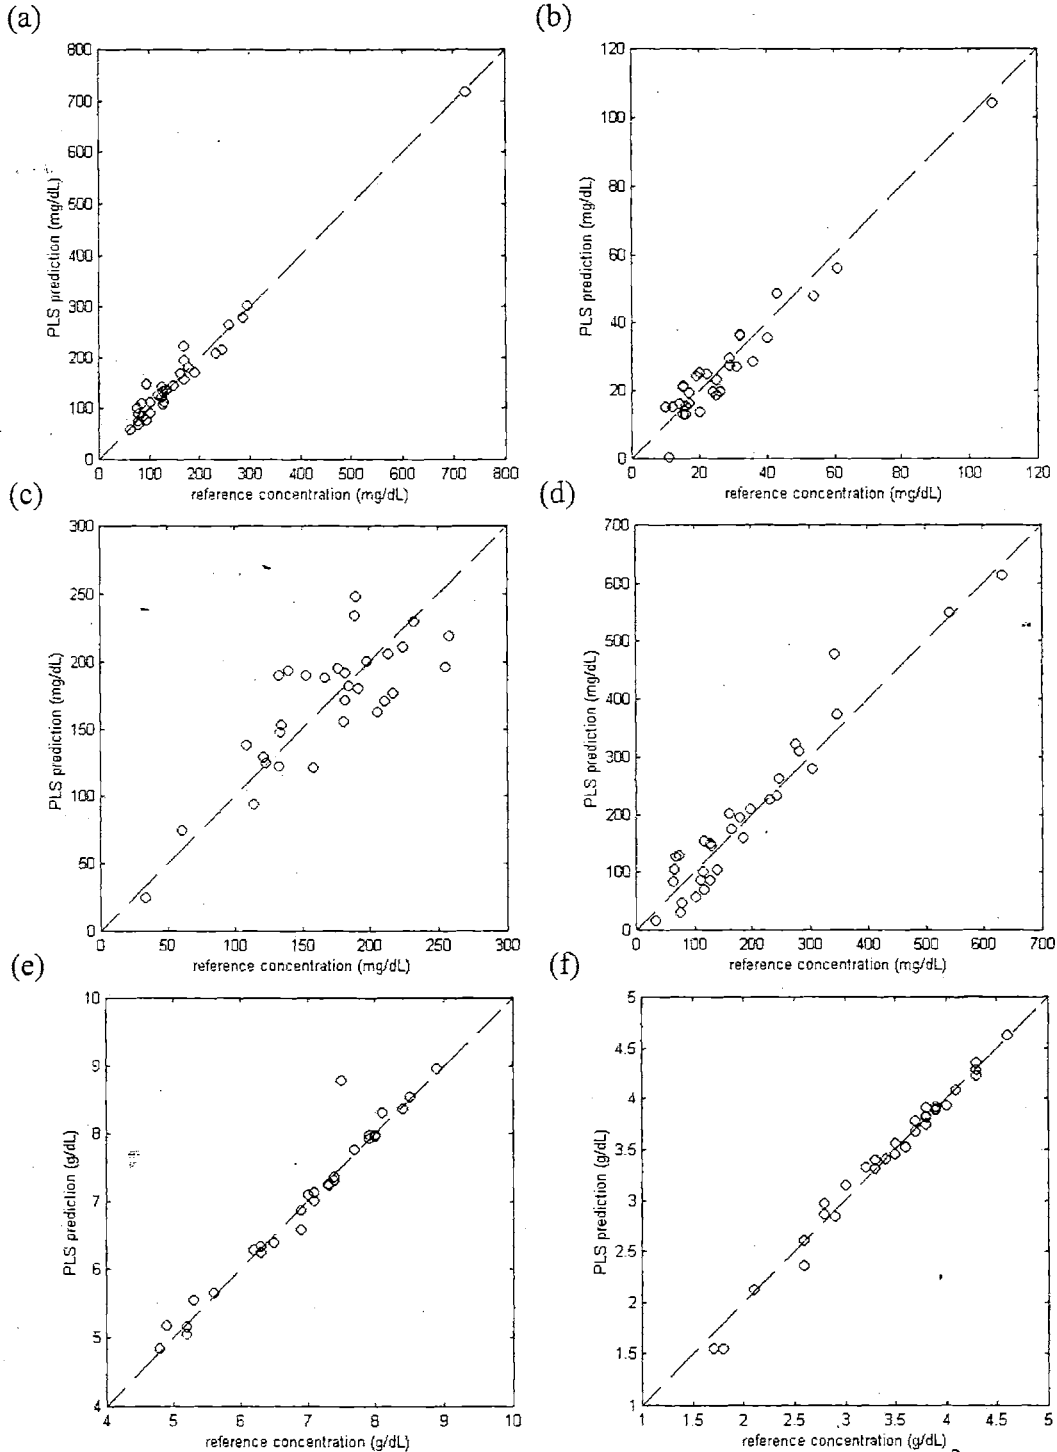 (a)
(b)
800
700
600
500
400
300
200
100
0
PLS prediction (mg/dL)
0 100 200 300 400 500 600 700 800
reference concentration (mg/dL)
120
100
80
60
40
20
0
PLS prediction (mg/dL)
0 20 40 60 80 100 120
reference concentration (mg/dL)
(c)
(d)
300
250
200
150
100
50
0
PLS prediction (mg/dL)
0 50 100 150 200 250 300
reference concentration (mg/dL)
700
600
500
400
300
200
100
0
PLS prediction (mg/dL)
0 100 200 300 400 500 600 700
reference concentration (mg/dL)
(e)
(f)
10
9
8
7
6
5
4
PLS prediction (g/dL)
4 5 6 7 8 9 10
reference concentration (g/dL)
5
4.5
4
3.5
3
2.5
2
1.5
1
PLS prediction (g/dL)
1 1.5 2 2.5 3 3.5 4 4.5 5
reference concentration (g/dL)